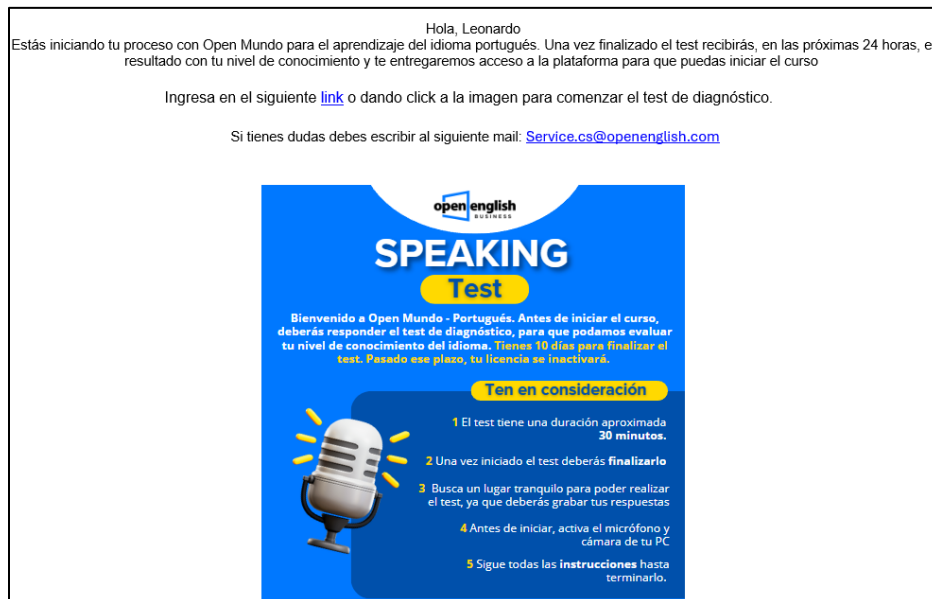 Hola, Leonardo
Estás iniciando tu proceso con Open Mundo para el aprendizaje del idioma portugués. Una vez finalizado el test recibirás, en las próximas 24 horas, e
resultado con tu nivel de conocimiento y te entregaremos acceso a la plataforma para que puedas iniciar el curso
Ingresa en el siguiente link o dando click a la imagen para comenzar el test de diagnóstico.
Si tienes dudas debes escribir al siguiente mail: Service.cs@openenglish.com
open english
BUSINESS
SPEAKING
Test
Bienvenido a Open Mundo - Portugués. Antes de iniciar el curso,
deberás responder el test de diagnóstico, para que podamos evaluar
tu nivel de conocimiento del idioma. Tienes 10 días para finalizar el
test. Pasado ese plazo, tu licencia se inactivará.
Ten en consideración
1 El test tiene una duración aproximada
30 minutos.
2 Una vez iniciado el test deberás finalizarlo
3 Busca un lugar tranquilo para poder realizar
el test, ya que deberás grabar tus respuestas
4 Antes de iniciar, activa el micrófono y
cámara de tu PC
5 Sigue todas las instrucciones hasta
terminarlo.